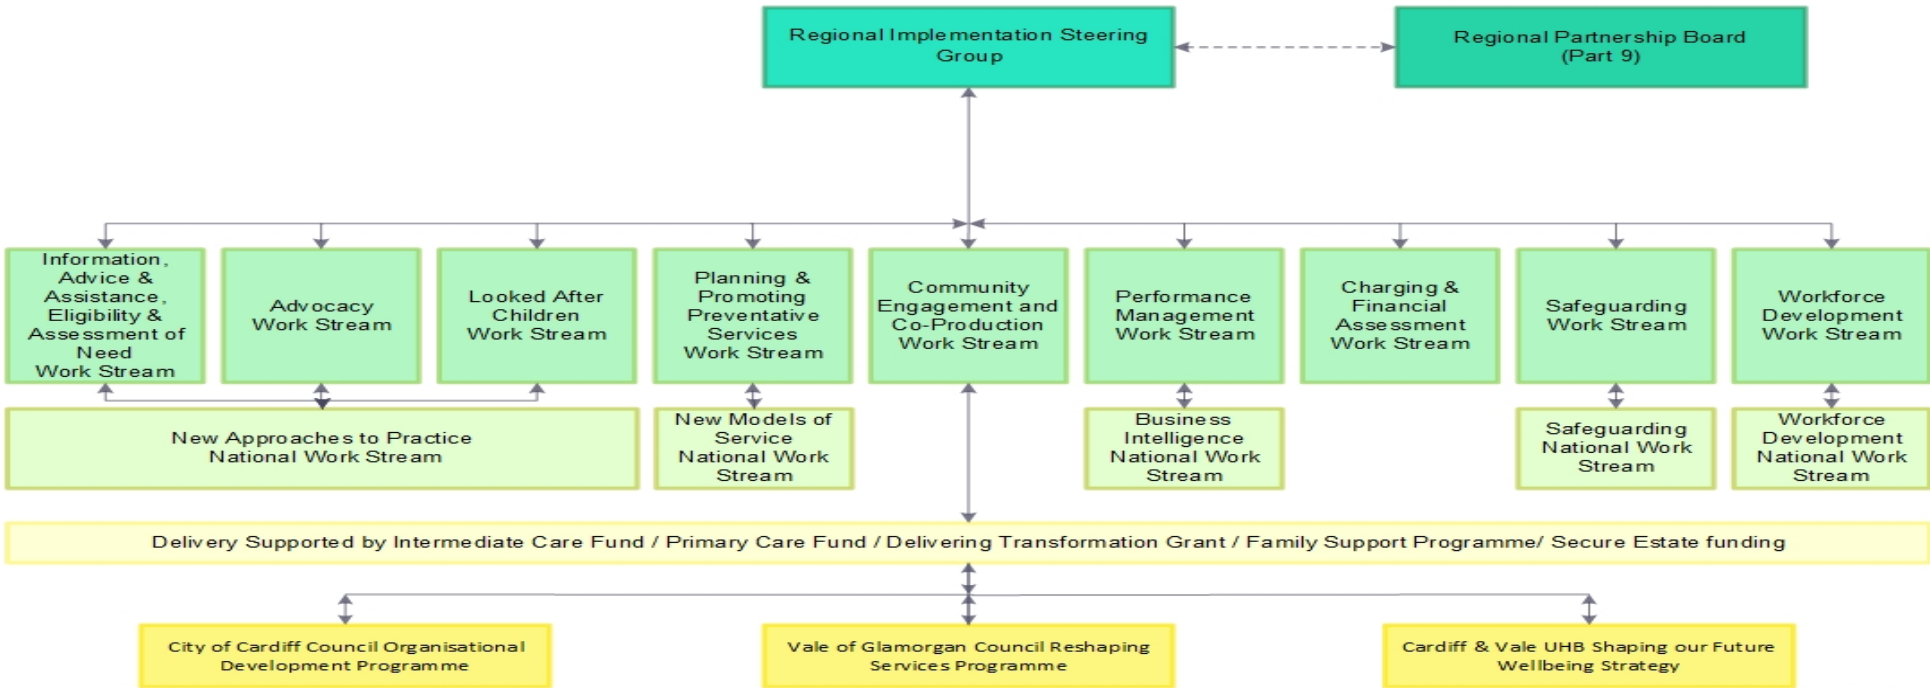 Regional Implementation Steering
Group
Regional Partnership Board
(Part 9)
Information,
Advice &
Assistance,
Eligibility &
Assessment of
Need
Work Stream
Advocacy
Work Stream
Looked After
Children
Work Stream
Planning &
Promoting
Preventative
Services
Work Stream
Community
Engagement and
Co-Production
Work Stream
Performance
Management
Work Stream
Charging &
Financial
Assessment
Work Stream
Safeguarding
Work Stream
Workforce
Development
Work Stream
New Approaches to Practice
National Work Stream
New Models of
Service
National Work
Stream
Business
Intelligence
National Work
Stream
Safeguarding
National Work
Stream
Workforce
Development
National Work
Stream
Delivery Supported by Intermediate Care Fund / Primary Care Fund / Delivering Transformation Grant / Family Support Programme/ Secure Estate funding
City of Cardiff Council Organisational
Development Programme
Vale of Glamorgan Council Reshaping
Services Programme
Cardiff & Vale UHB Shaping our Future
Wellbeing Strategy